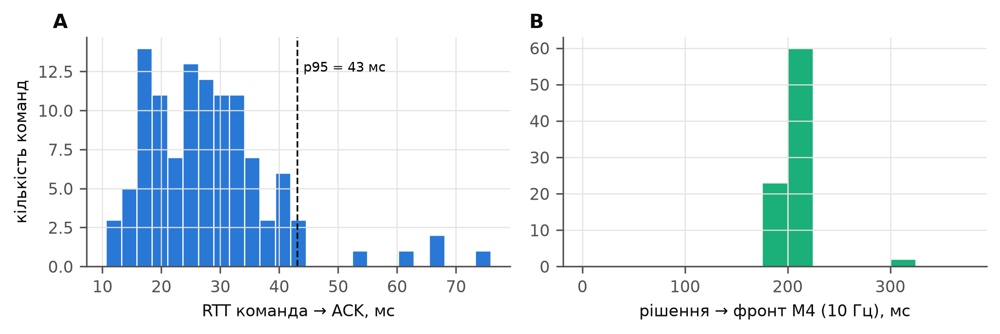 A
кількість команд
12.5
10.0
7.5
5.0
2.5
0.0
p95 = 43 мс
10 20 30 40 50 60 70
RTT команда → ACK, мс
B
60
50
40
30
20
10
0
0 100 200 300
рішення → фронт M4 (10 Гц), мс